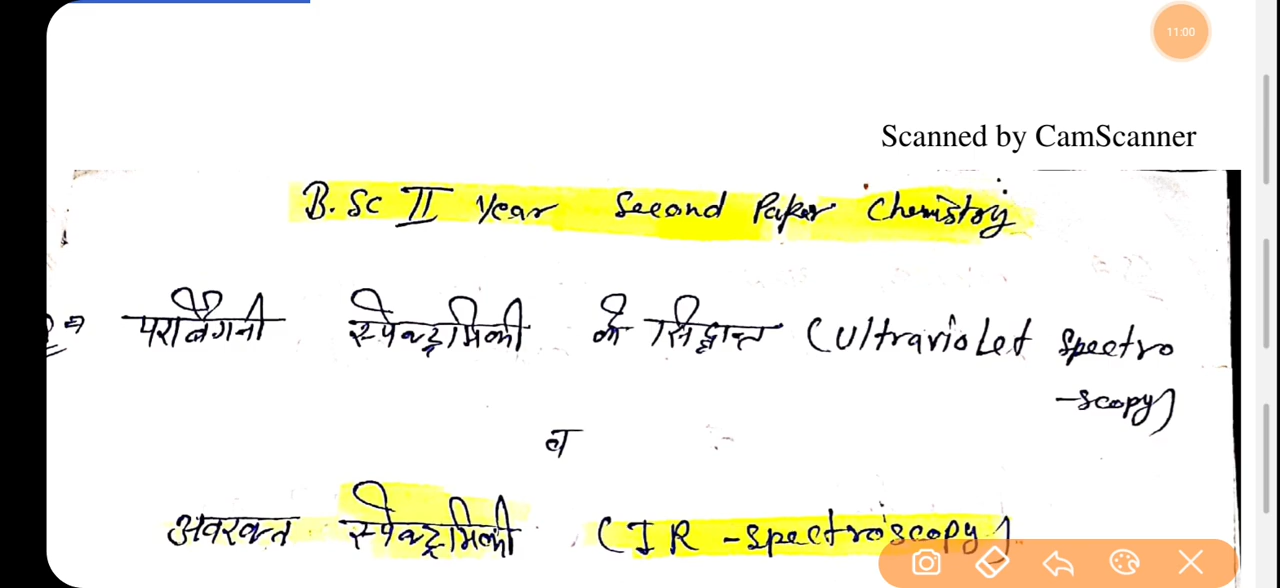 11:00
Scanned by CamScanner
B.Sc II Year Second Paper Chemistry
⇒ पराबैंगनी स्पेक्ट्रमिकी के सिद्धान्त (Ultraviolet Spectro
-scopy)
व
अवरक्त स्पेक्ट्रमिकी (IR-spectroscopy)